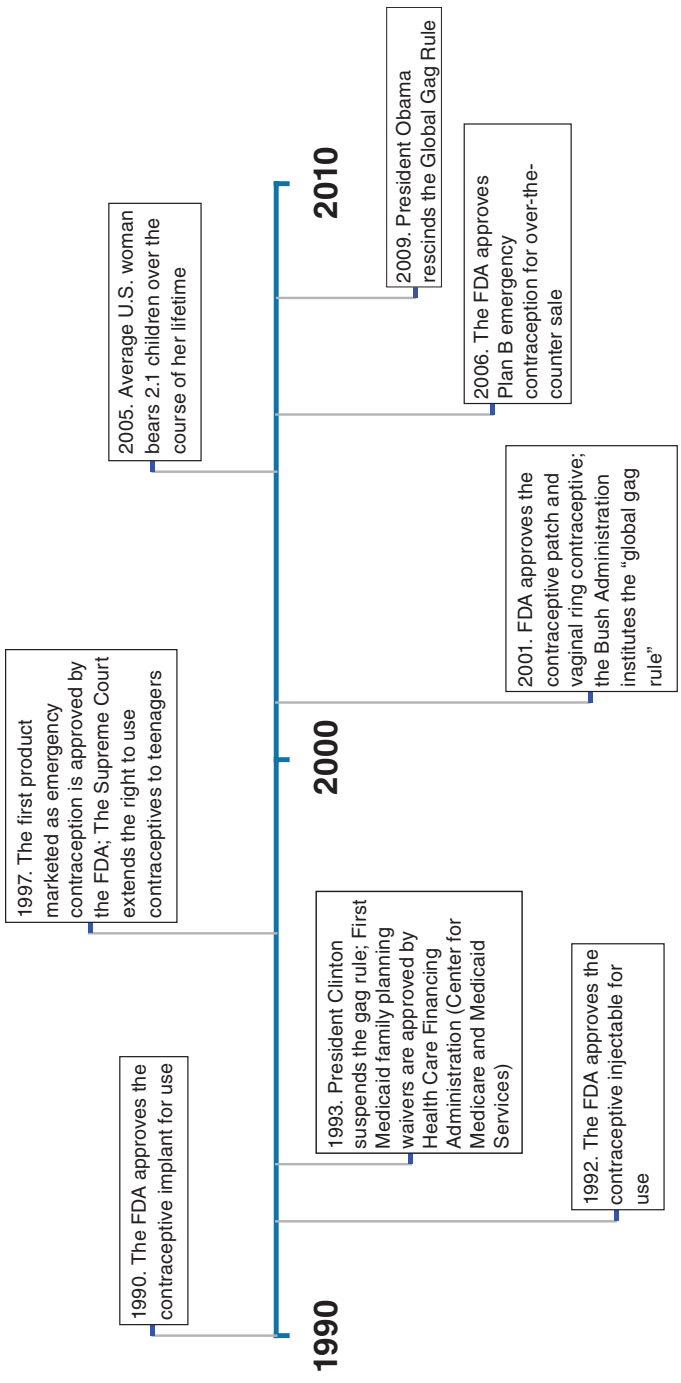 1990. The FDA approves the
contraceptive implant for use
1997. The first product
marketed as emergency
contraception is approved by
the FDA; The Supreme Court
extends the right to use
contraceptives to teenagers
2005. Average U.S. woman
bears 2.1 children over the
course of her lifetime
1990
2000
2010
1993. President Clinton
suspends the gag rule; First
Medicaid family planning
waivers are approved by
Health Care Financing
Administration (Center for
Medicare and Medicaid
Services)
1992. The FDA approves the
contraceptive injectable for
use
2001. FDA approves the
contraceptive patch and
vaginal ring contraceptive;
the Bush Administration
institutes the “global gag
rule”
2006. The FDA approves
Plan B emergency
contraception for over-the-
counter sale
2009. President Obama
rescinds the Global Gag Rule